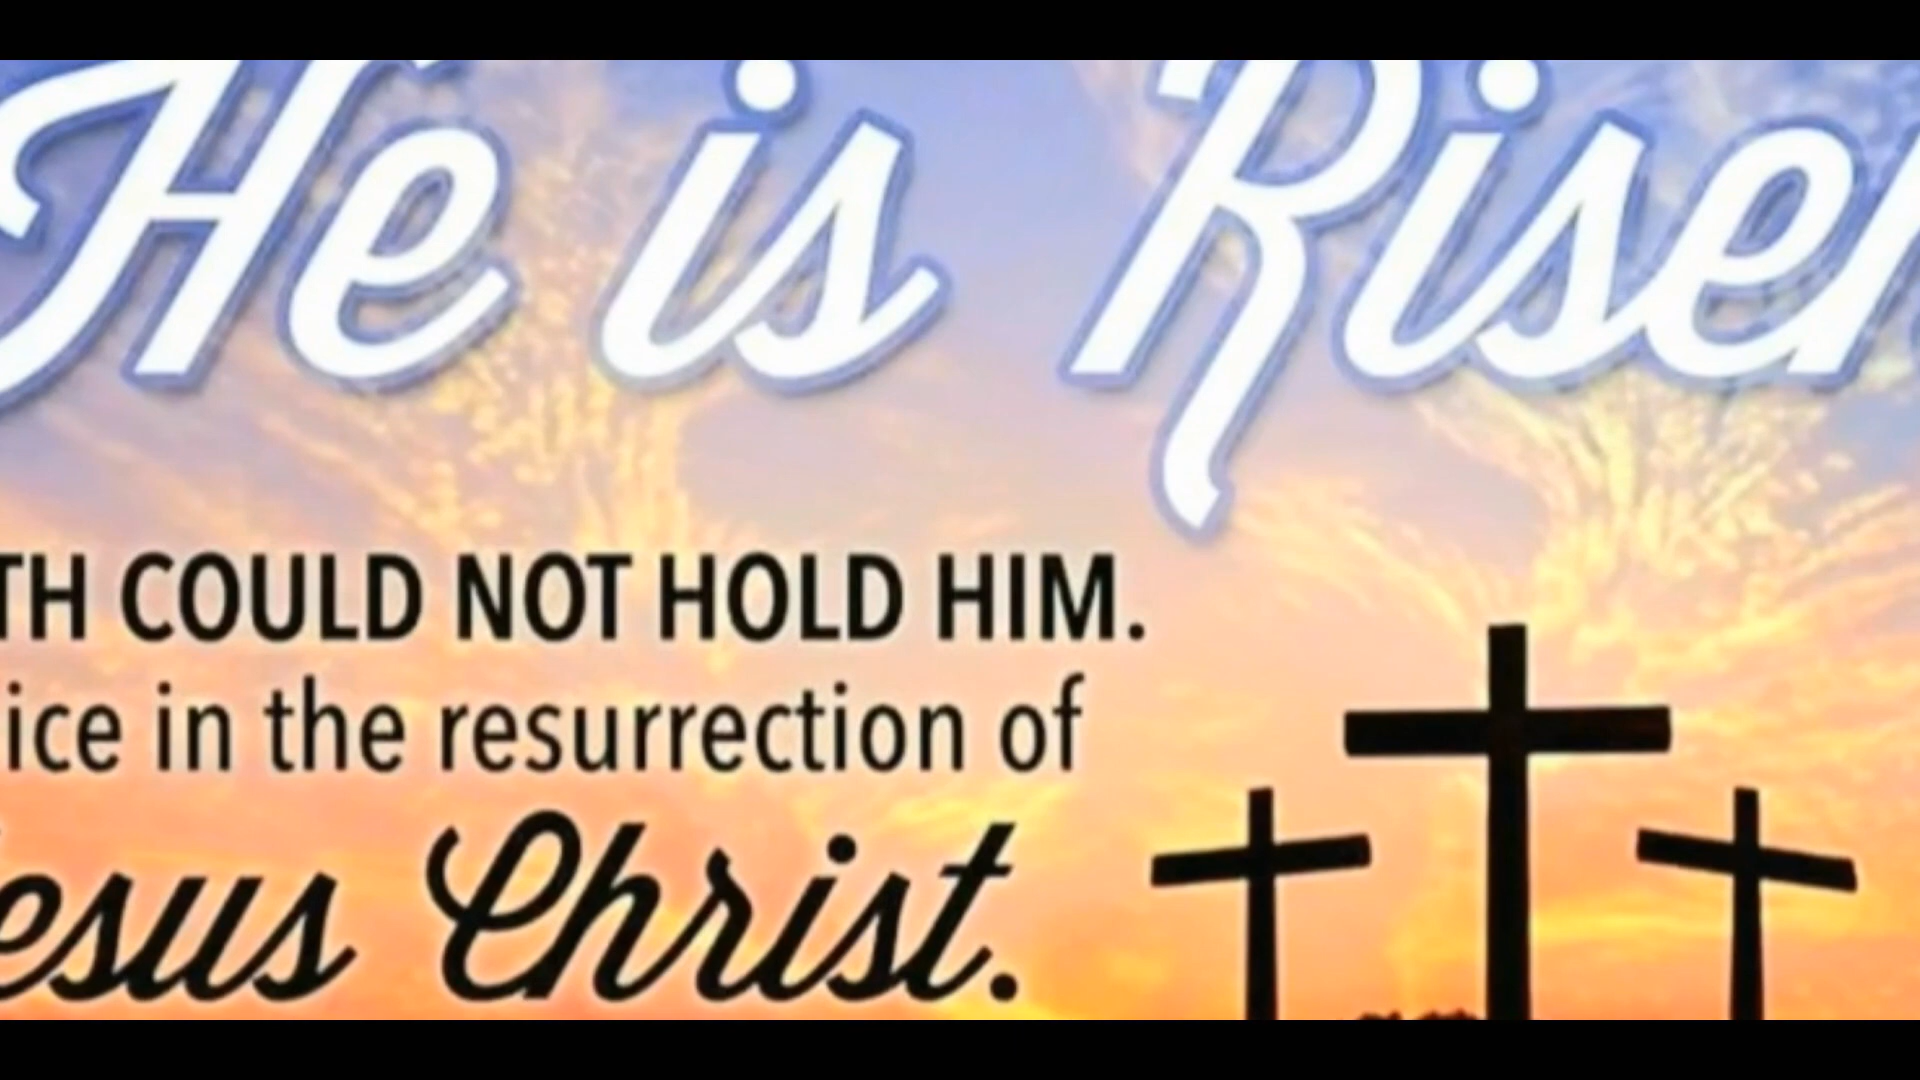 He is Risen
TH COULD NOT HOLD HIM.
ice in the resurrection of
esus Christ.